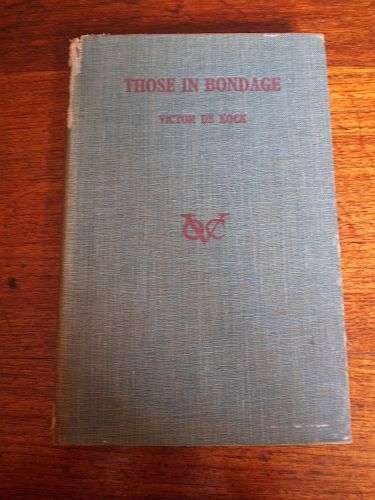 THOSE IN BONDAGE
VICTOR DE KOCK
VOC